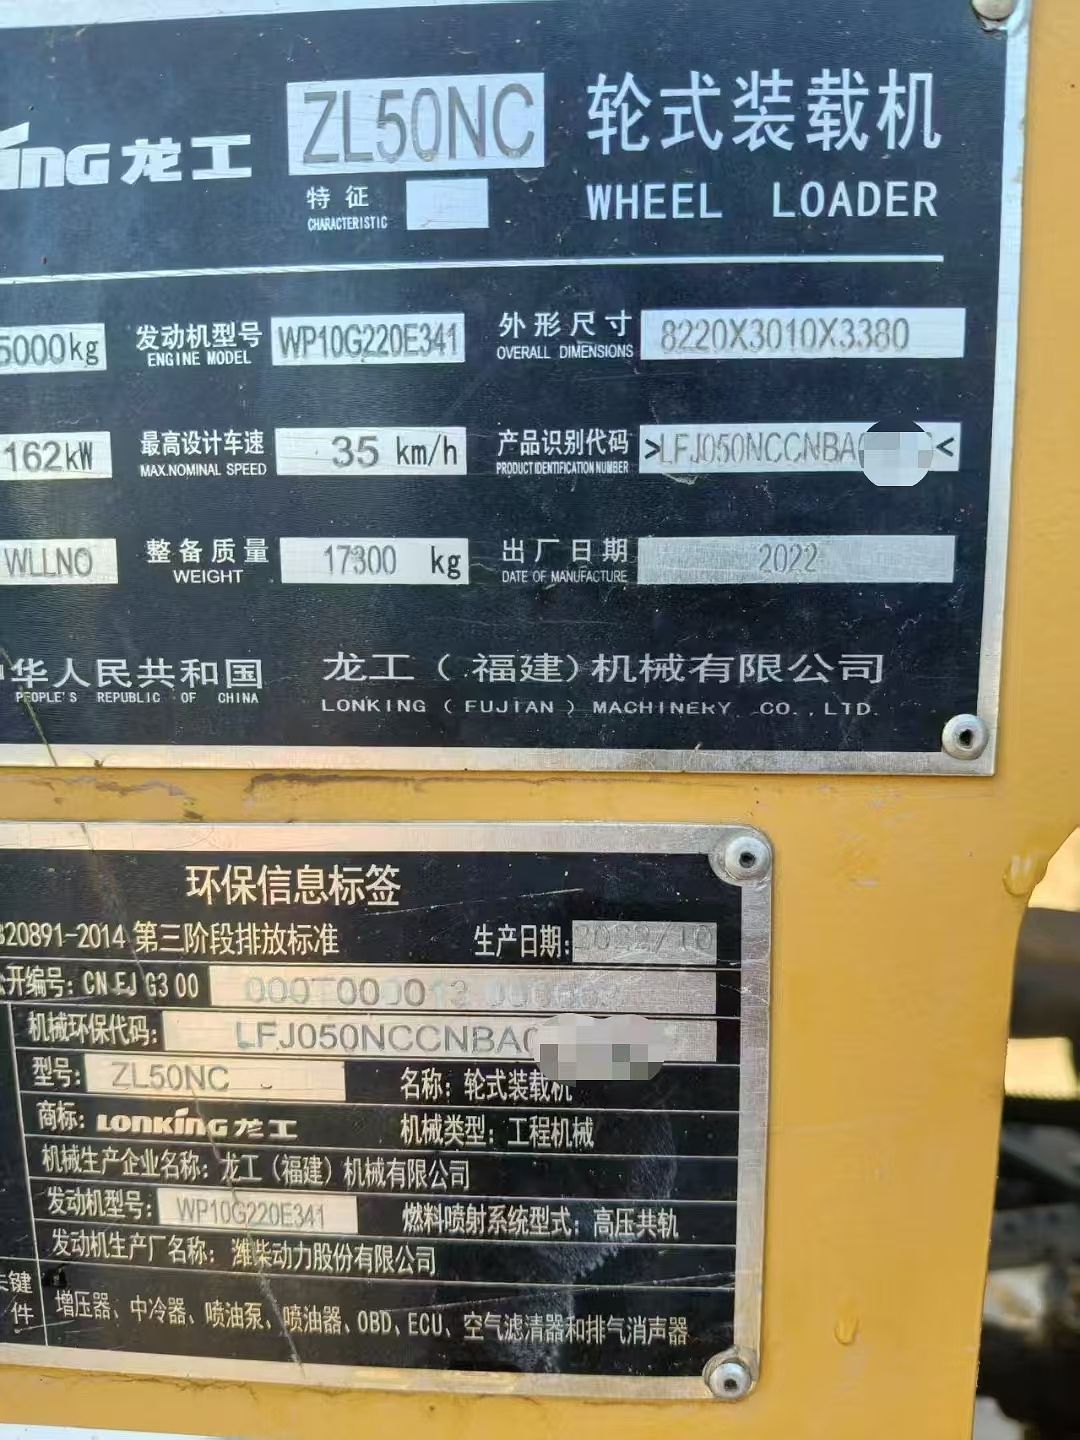 龙工 ZL50NC 轮式装载机
特征
CHARACTERISTIC
WHEEL LOADER
5000kg 发动机型号 WP10G220E341 外形尺寸 8220X3010X3380
ENGINE MODEL OVERALL DIMENSIONS
162kW 最高设计车速 35 km/h 产品识别代码 >LFJ050NCCNBA <
MAX.NOMINAL SPEED PRODUCT IDENTIFICATION NUMBER
WLLNO 整备质量 17300 kg 出厂日期 2022
WEIGHT DATE OF MANUFACTURE
华人民共和国 龙工（福建）机械有限公司
PEOPLE'S REPUBLIC OF CHINA LONKING ( FUJIAN ) MACHINERY CO.,LTD.
环保信息标签
20891-2014 第三阶段排放标准 生产日期: 2022/10
开编号: CN FJ G3 00
机械环保代码: LFJ050NCCNBA
型号: ZL50NC 名称: 轮式装载机
商标: LONKING 龙工 机械类型: 工程机械
机械生产企业名称: 龙工（福建）机械有限公司
发动机型号: WP10G220E341 燃料喷射系统型式: 高压共轨
发动机生产厂名称: 潍柴动力股份有限公司
键
件
增压器、中冷器、喷油泵、喷油器、OBD、ECU、空气滤清器和排气消声器